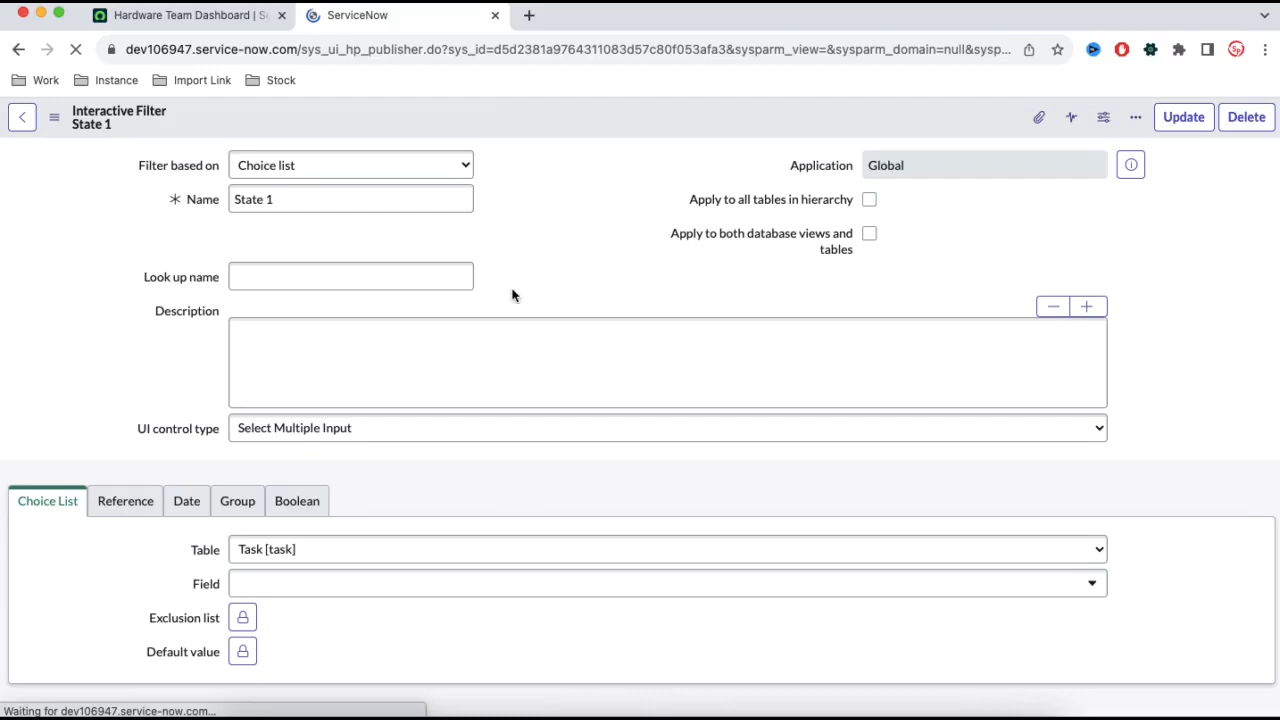 Hardware Team Dashboard | Se
ServiceNow
dev106947.service-now.com/sys_ui_hp_publisher.do?sys_id=d5d2381a9764311083d57c80f053afa3&sysparm_view=&sysparm_domain=null&sysp...
Work
Instance
Import Link
Stock
Interactive Filter
State 1
Update
Delete
Filter based on
Choice list
Application
Global
Name
State 1
Apply to all tables in hierarchy
Apply to both database views and
tables
Look up name
Description
UI control type
Select Multiple Input
Choice List
Reference
Date
Group
Boolean
Table
Task [task]
Field
Exclusion list
Default value
Waiting for dev106947.service-now.com...